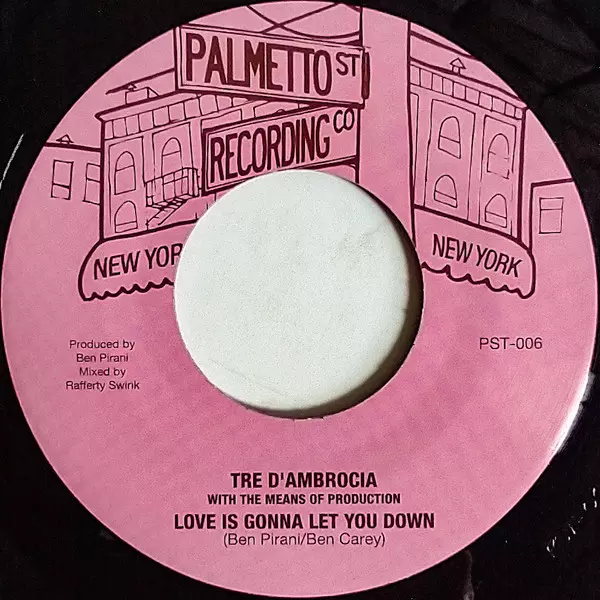 PALMETTO ST
RECORDING CO
NEW YOR
NEW YORK
Produced by
Ben Pirani
Mixed by
Rafferty Swink
PST-006
TRE D'AMBROCIA
WITH THE MEANS OF PRODUCTION
LOVE IS GONNA LET YOU DOWN
(Ben Pirani/Ben Carey)